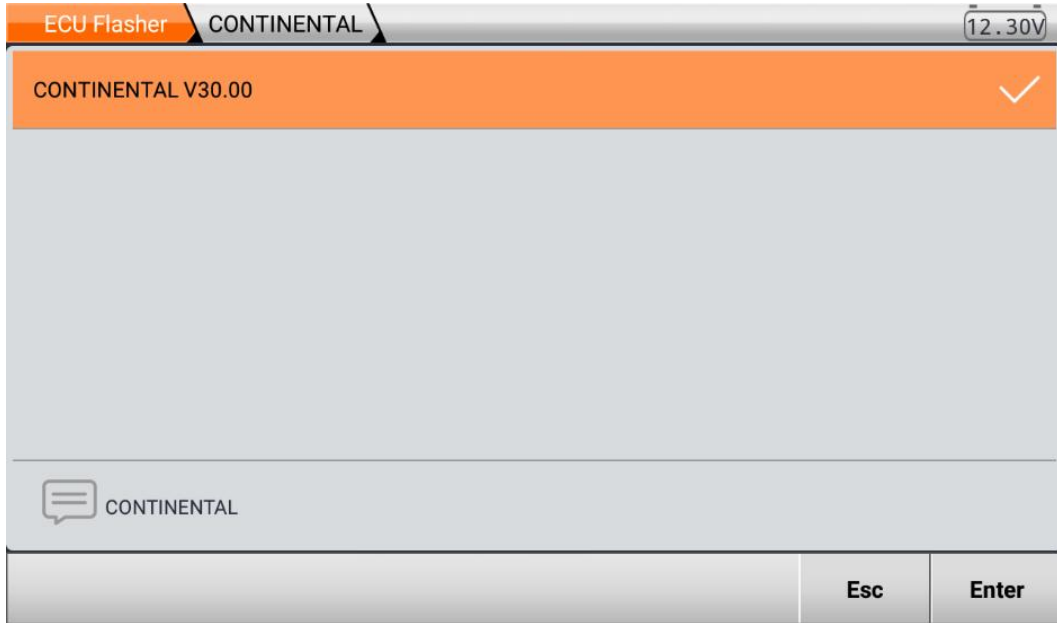 ECU Flasher CONTINENTAL 12.30V
CONTINENTAL V30.00
CONTINENTAL
Esc Enter